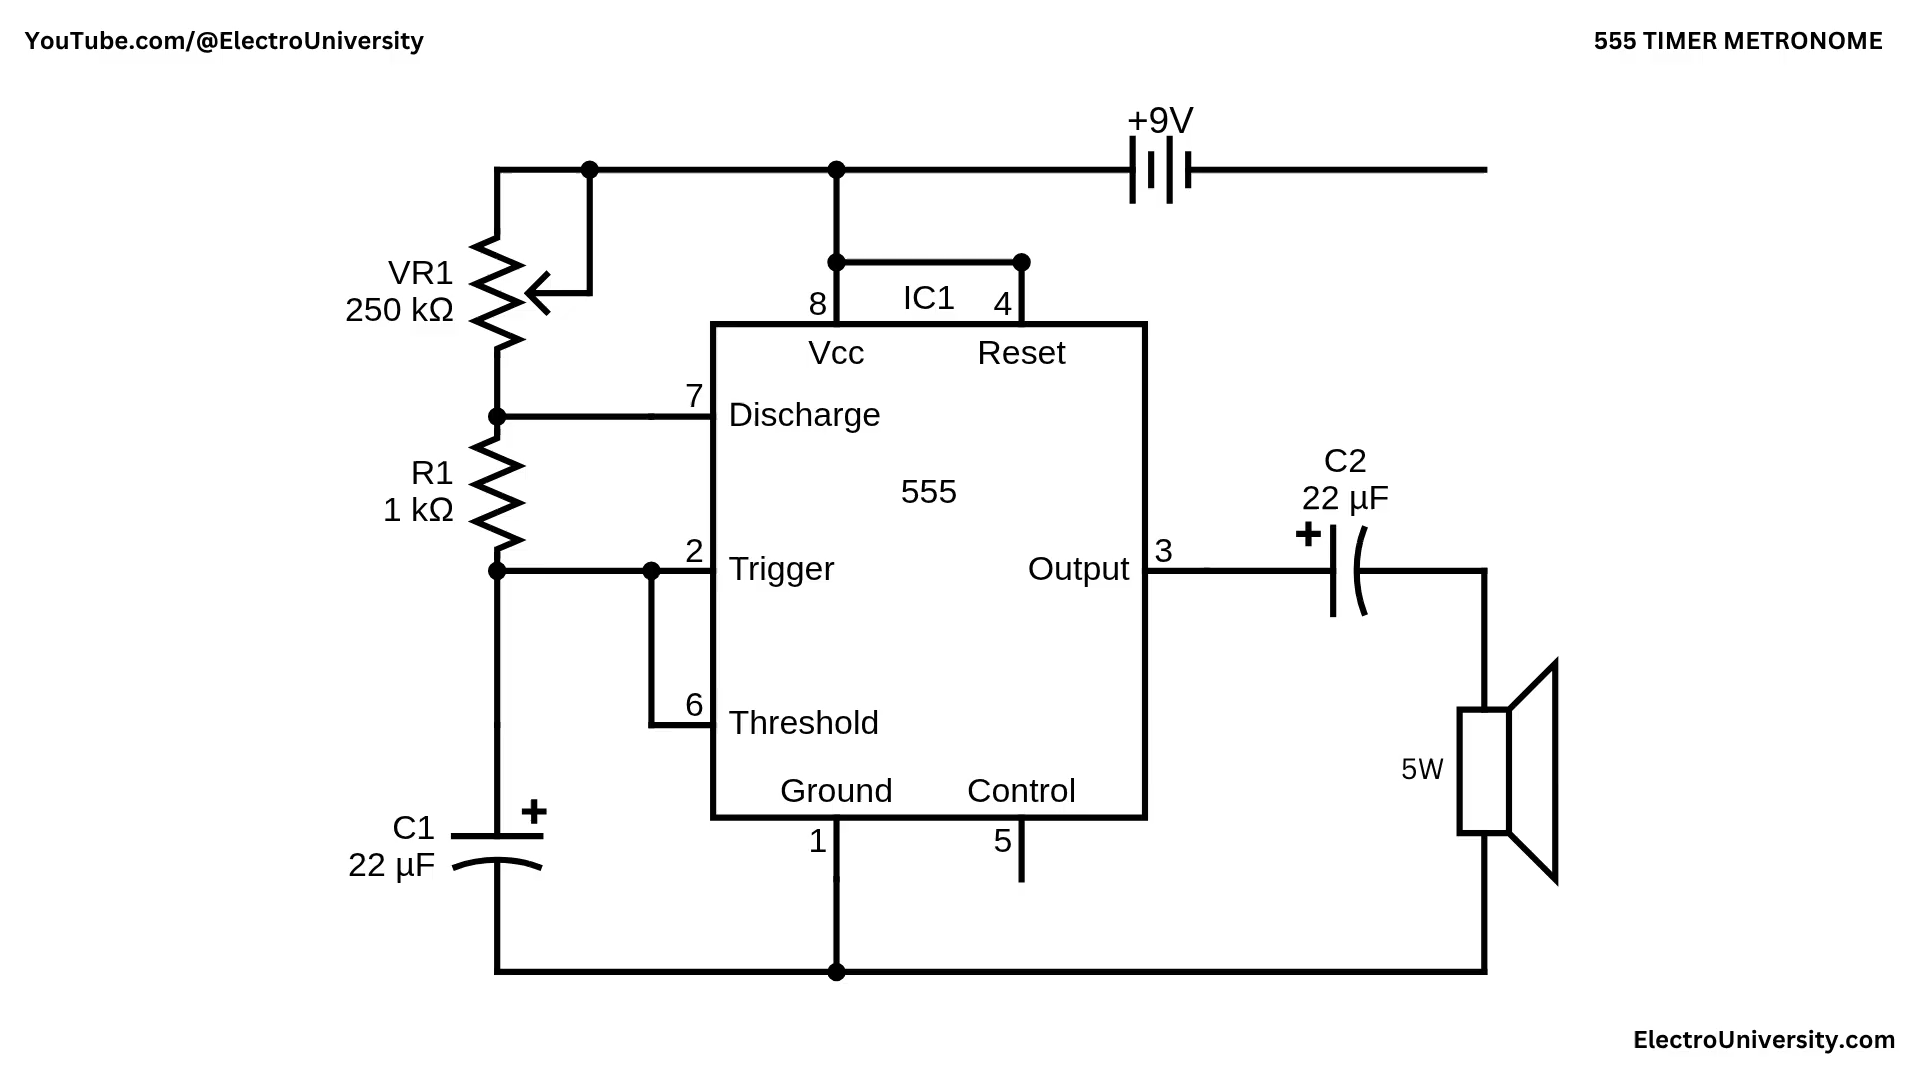 YouTube.com/@ElectroUniversity
555 TIMER METRONOME
+9V
VR1
250 kΩ
8
IC1
4
Vcc
Reset
7
Discharge
R1
1 kΩ
555
C2
22 µF
+
2
Trigger
Output
3
6
Threshold
5W
Ground
Control
C1
22 µF
+
1
5
ElectroUniversity.com